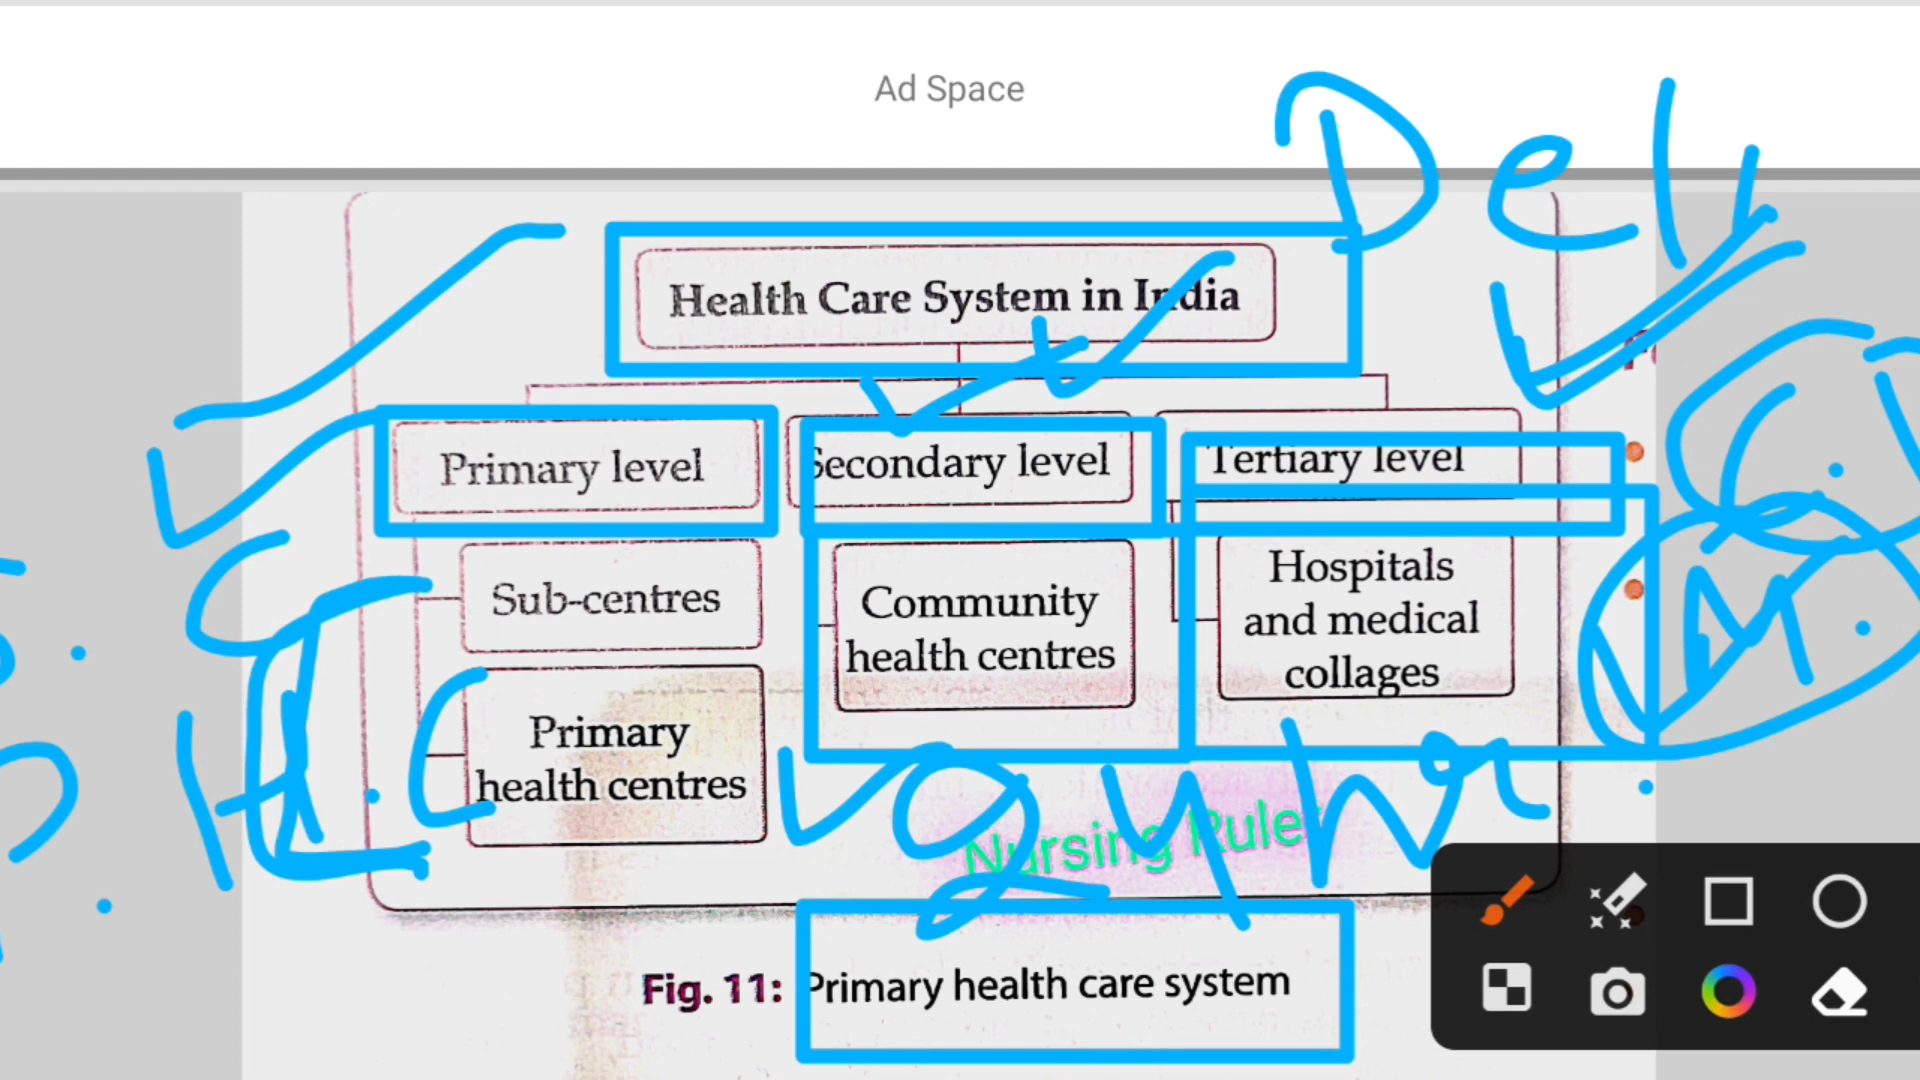 Ad Space
Health Care System in India
Primary level
Secondary level
Tertiary level
Sub-centres
Community
health centres
Hospitals
and medical
collages
Primary
health centres
Nursing Rule
Fig. 11: Primary health care system